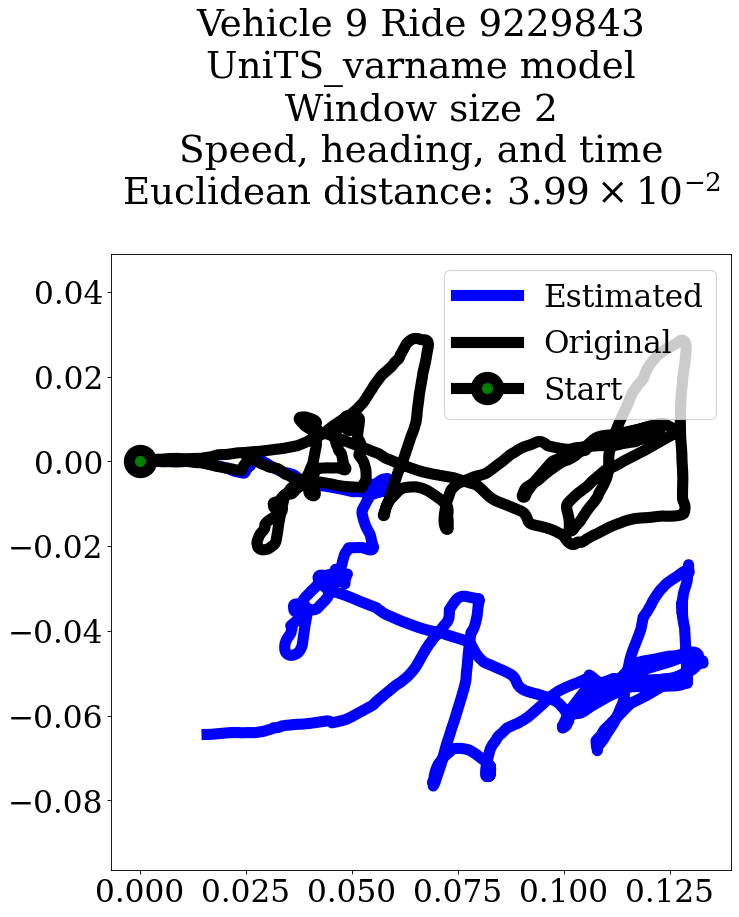 Vehicle 9 Ride 9229843
UniTS_varname model
Window size 2
Speed, heading, and time
Euclidean distance: 3.99 × 10⁻²
Estimated
Original
Start
0.04
0.02
0.00
−0.02
−0.04
−0.06
−0.08
0.000 0.025 0.050 0.075 0.100 0.125